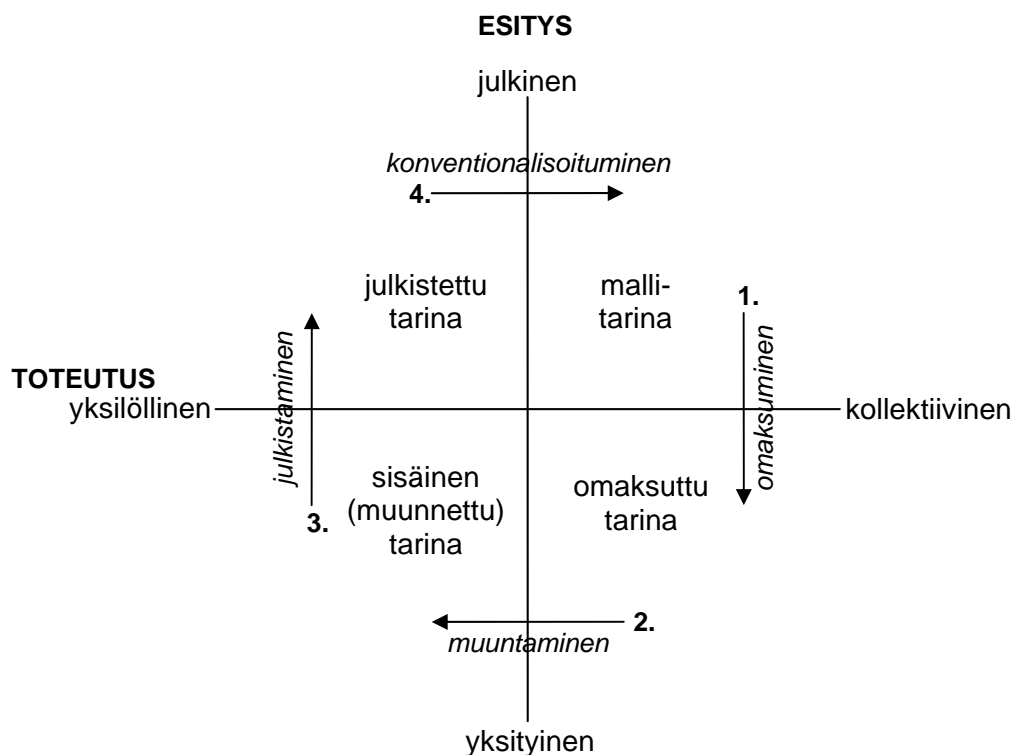 ESITYS
julkinen
konventionalisoituminen
4.
julkistettu
tarina
malli-
tarina
1.
omaksuminen
julkistaminen
TOTEUTUS
yksilöllinen
kollektiivinen
sisäinen
(muunnettu)
tarina
omaksuttu
tarina
3.
2.
muuntaminen
yksityinen